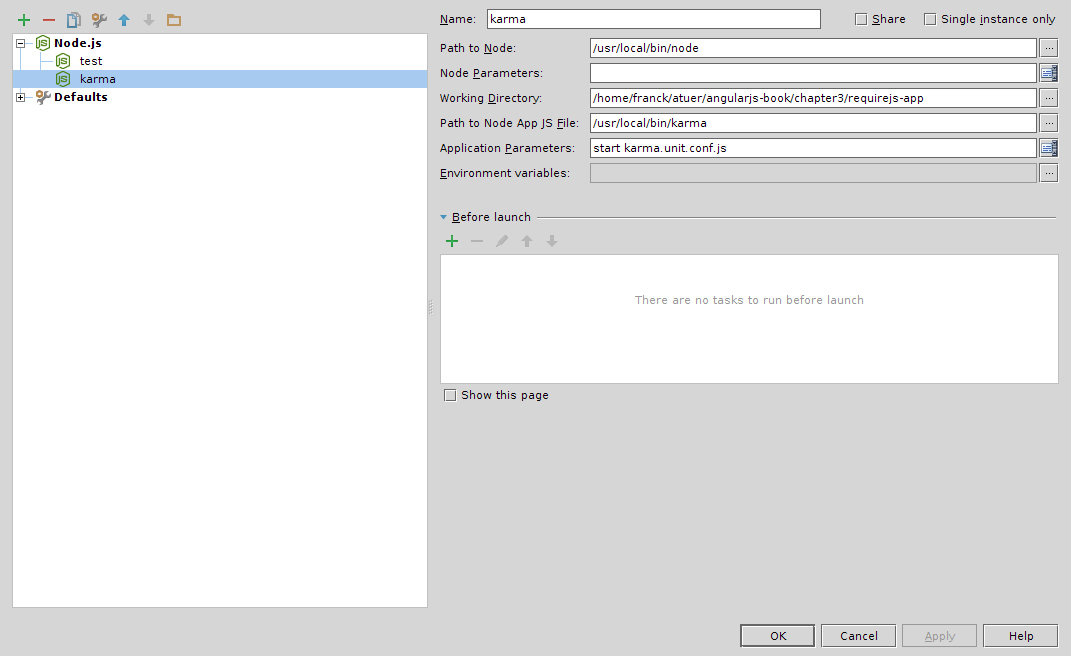 Node.js
test
karma
Defaults
Name: karma Share Single instance only
Path to Node: /usr/local/bin/node ...
Node Parameters:
Working Directory: /home/franck/atuer/angularjs-book/chapter3/requirejs-app ...
Path to Node App JS File: /usr/local/bin/karma ...
Application Parameters: start karma.unit.conf.js
Environment variables: ...
Before launch
There are no tasks to run before launch
Show this page
OK Cancel Apply Help